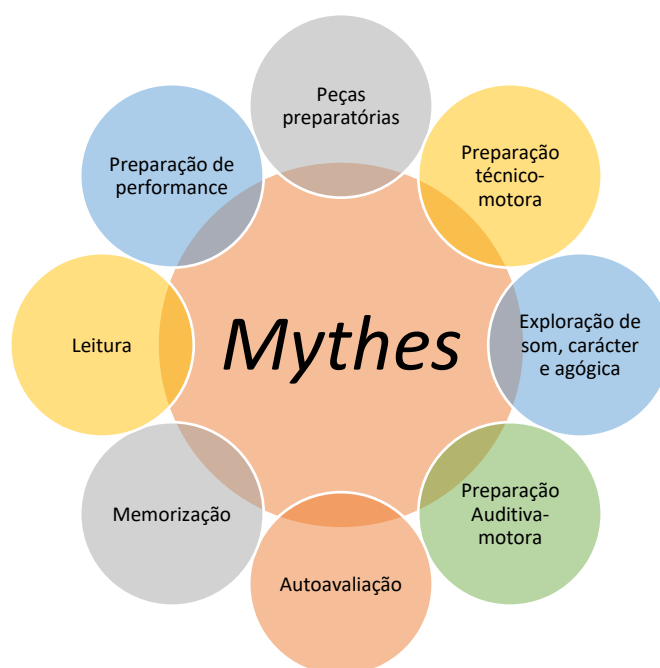 Peças
preparatórias
Preparação
técnico-
motora
Exploração de
som, carácter
e agógica
Preparação
Auditiva-
motora
Autoavaliação
Memorização
Leitura
Preparação de
performance
Mythes